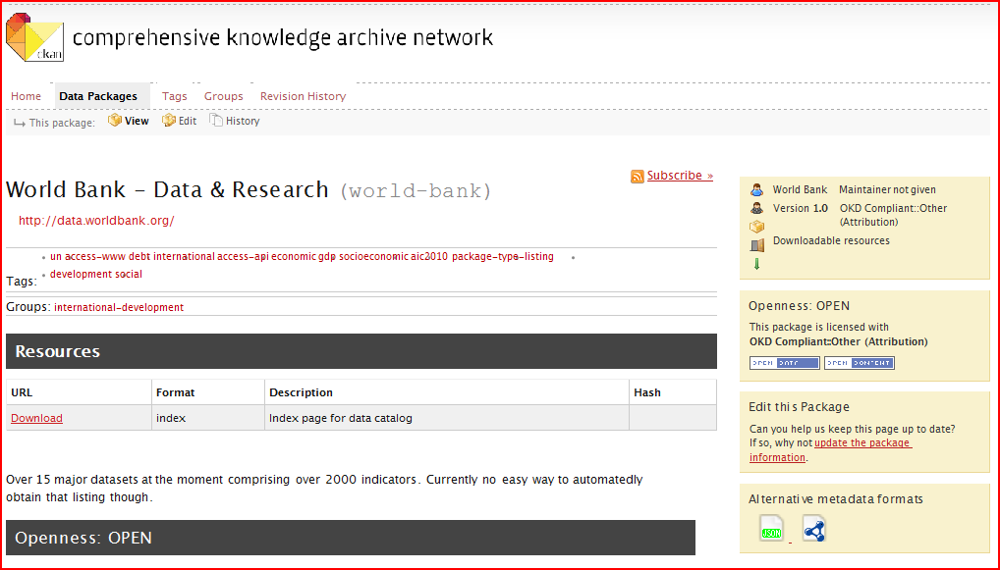 ckan
comprehensive knowledge archive network
Home Data Packages Tags Groups Revision History
This package: View Edit History
Subscribe »
World Bank - Data & Research (world-bank)
http://data.worldbank.org/
• un access-www debt international access-api economic gdp socioeconomic aic2010 package-type-listing •
Tags: • development social
Groups: international-development
Resources
URL Format Description Hash
Download index Index page for data catalog
Over 15 major datasets at the moment comprising over 2000 indicators. Currently no easy way to automatedly
obtain that listing though.
Openness: OPEN
World Bank Maintainer not given
Version 1.0 OKD Compliant::Other
(Attribution)
Downloadable resources
Openness: OPEN
This package is licensed with
OKD Compliant::Other (Attribution)
OPEN DATA OPEN CONTENT
Edit this Package
Can you help us keep this page up to date?
If so, why not update the package
information.
Alternative metadata formats
JSON